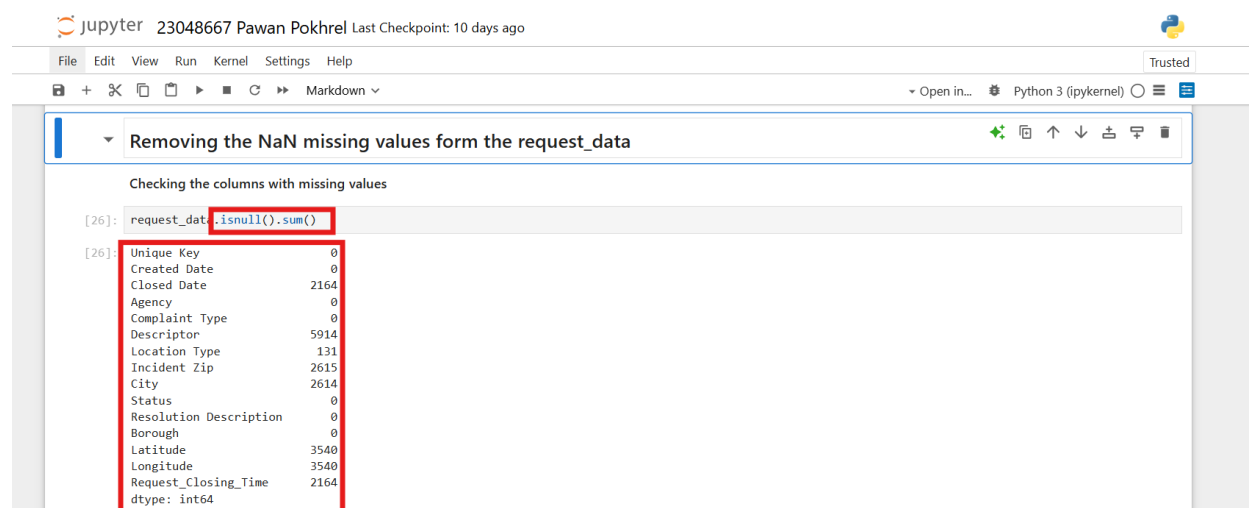 jupyter 23048667 Pawan Pokhrel Last Checkpoint: 10 days ago
File Edit View Run Kernel Settings Help Trusted
Markdown Open in... Python 3 (ipykernel)
Removing the NaN missing values form the request_data
Checking the columns with missing values
[26]: request_data.isnull().sum()
[26]: Unique Key 0
Created Date 0
Closed Date 2164
Agency 0
Complaint Type 0
Descriptor 5914
Location Type 131
Incident Zip 2615
City 2614
Status 0
Resolution Description 0
Borough 0
Latitude 3540
Longitude 3540
Request_Closing_Time 2164
dtype: int64